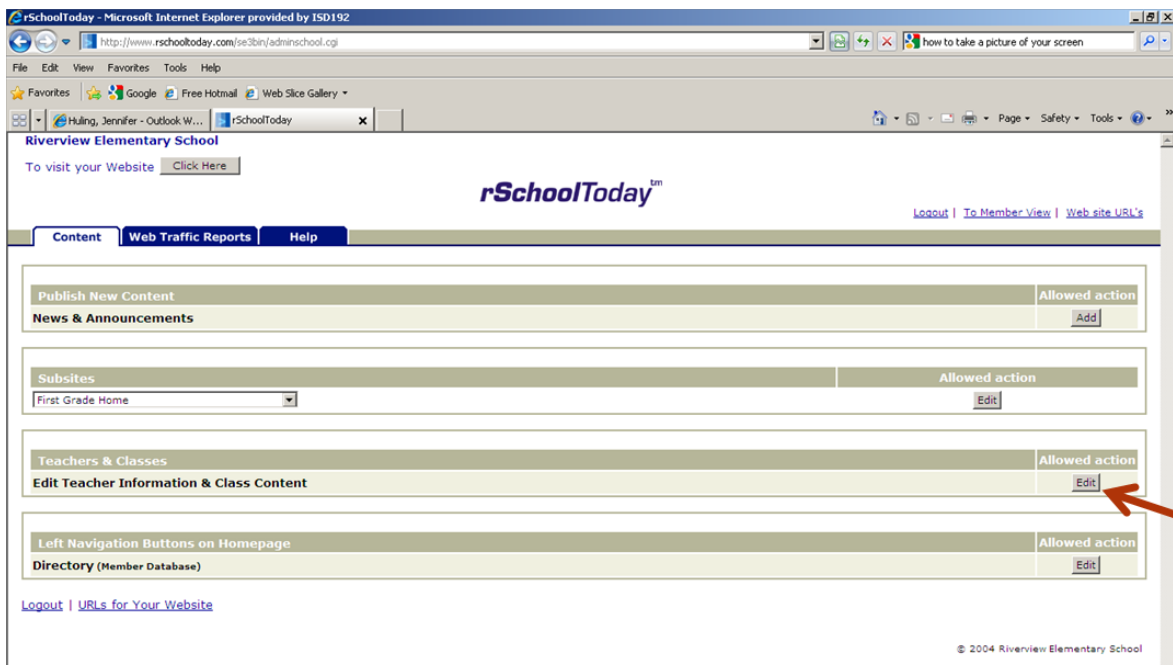 rSchoolToday - Microsoft Internet Explorer provided by ISD192
http://www.rschooltoday.com/se3bin/adminschool.cgi how to take a picture of your screen
File Edit View Favorites Tools Help
Favorites Google Free Hotmail Web Slice Gallery
Huling, Jennifer - Outlook W... rSchoolToday x Page Safety Tools
Riverview Elementary School
To visit your Website Click Here
rSchoolToday tm
Logout | To Member View | Web site URL's
Content Web Traffic Reports Help
Publish New Content Allowed action
News & Announcements Add
Subsites Allowed action
First Grade Home Edit
Teachers & Classes Allowed action
Edit Teacher Information & Class Content Edit
Left Navigation Buttons on Homepage Allowed action
Directory (Member Database) Edit
Logout | URLs for Your Website
© 2004 Riverview Elementary School